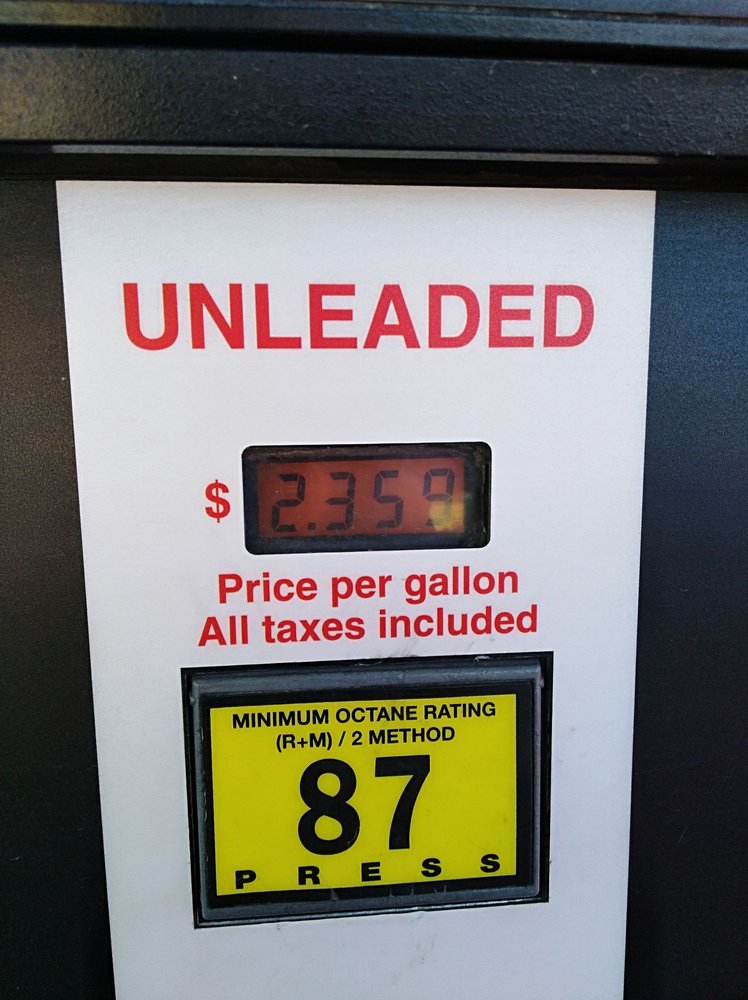 UNLEADED
$ 2.359
Price per gallon
All taxes included
MINIMUM OCTANE RATING
(R+M) / 2 METHOD
87
PRESS